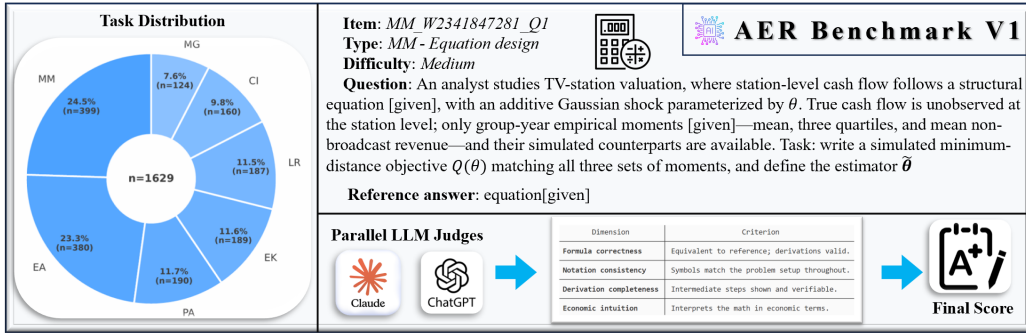 Task Distribution
MG
7.6%
(n=124)
CI
9.8%
(n=160)
LR
11.5%
(n=187)
EK
11.6%
(n=189)
PA
11.7%
(n=190)
EA
23.3%
(n=380)
MM
24.5%
(n=399)
n=1629
Item: MM_W2341847281_Q1
Type: MM - Equation design
Difficulty: Medium
.000
AI
AER Benchmark V1
Question: An analyst studies TV-station valuation, where station-level cash flow follows a structural
equation [given], with an additive Gaussian shock parameterized by θ. True cash flow is unobserved at
the station level; only group-year empirical moments [given]—mean, three quartiles, and mean non-
broadcast revenue—and their simulated counterparts are available. Task: write a simulated minimum-
distance objective Q(θ) matching all three sets of moments, and define the estimator θ̃
Reference answer: equation[given]
Parallel LLM Judges
Claude
ChatGPT
Dimension Criterion
Formula correctness Equivalent to reference; derivations valid.
Notation consistency Symbols match the problem setup throughout.
Derivation completeness Intermediate steps shown and verifiable.
Economic intuition Interprets the math in economic terms.
A+
Final Score